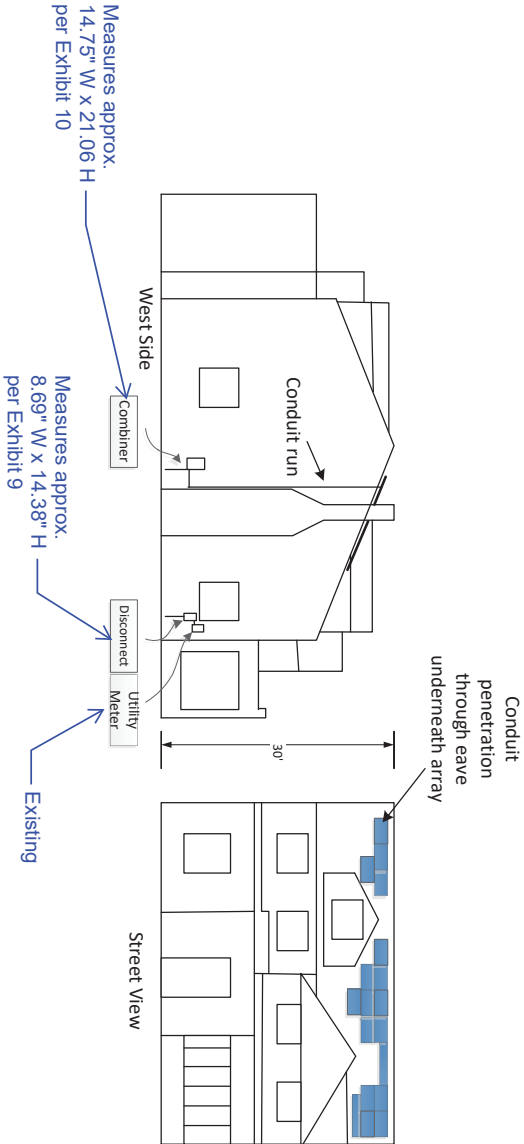 Conduit
penetration
through eave
underneath array
Conduit run
30'
West Side
Street View
Combiner
Disconnect
Utility
Meter
Measures approx.
14.75" W x 21.06 H
per Exhibit 10
Measures approx.
8.69" W x 14.38" H
per Exhibit 9
Existing